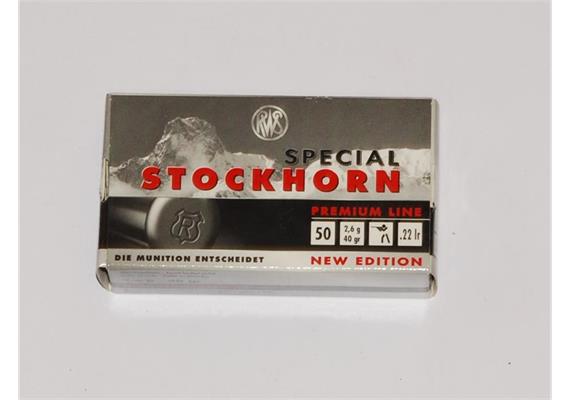 RWS
SPECIAL
STOCKHORN
PREMIUM LINE
50
2,6 g
40 gr
.22 lr
R
DIE MUNITION ENTSCHEIDET
NEW EDITION